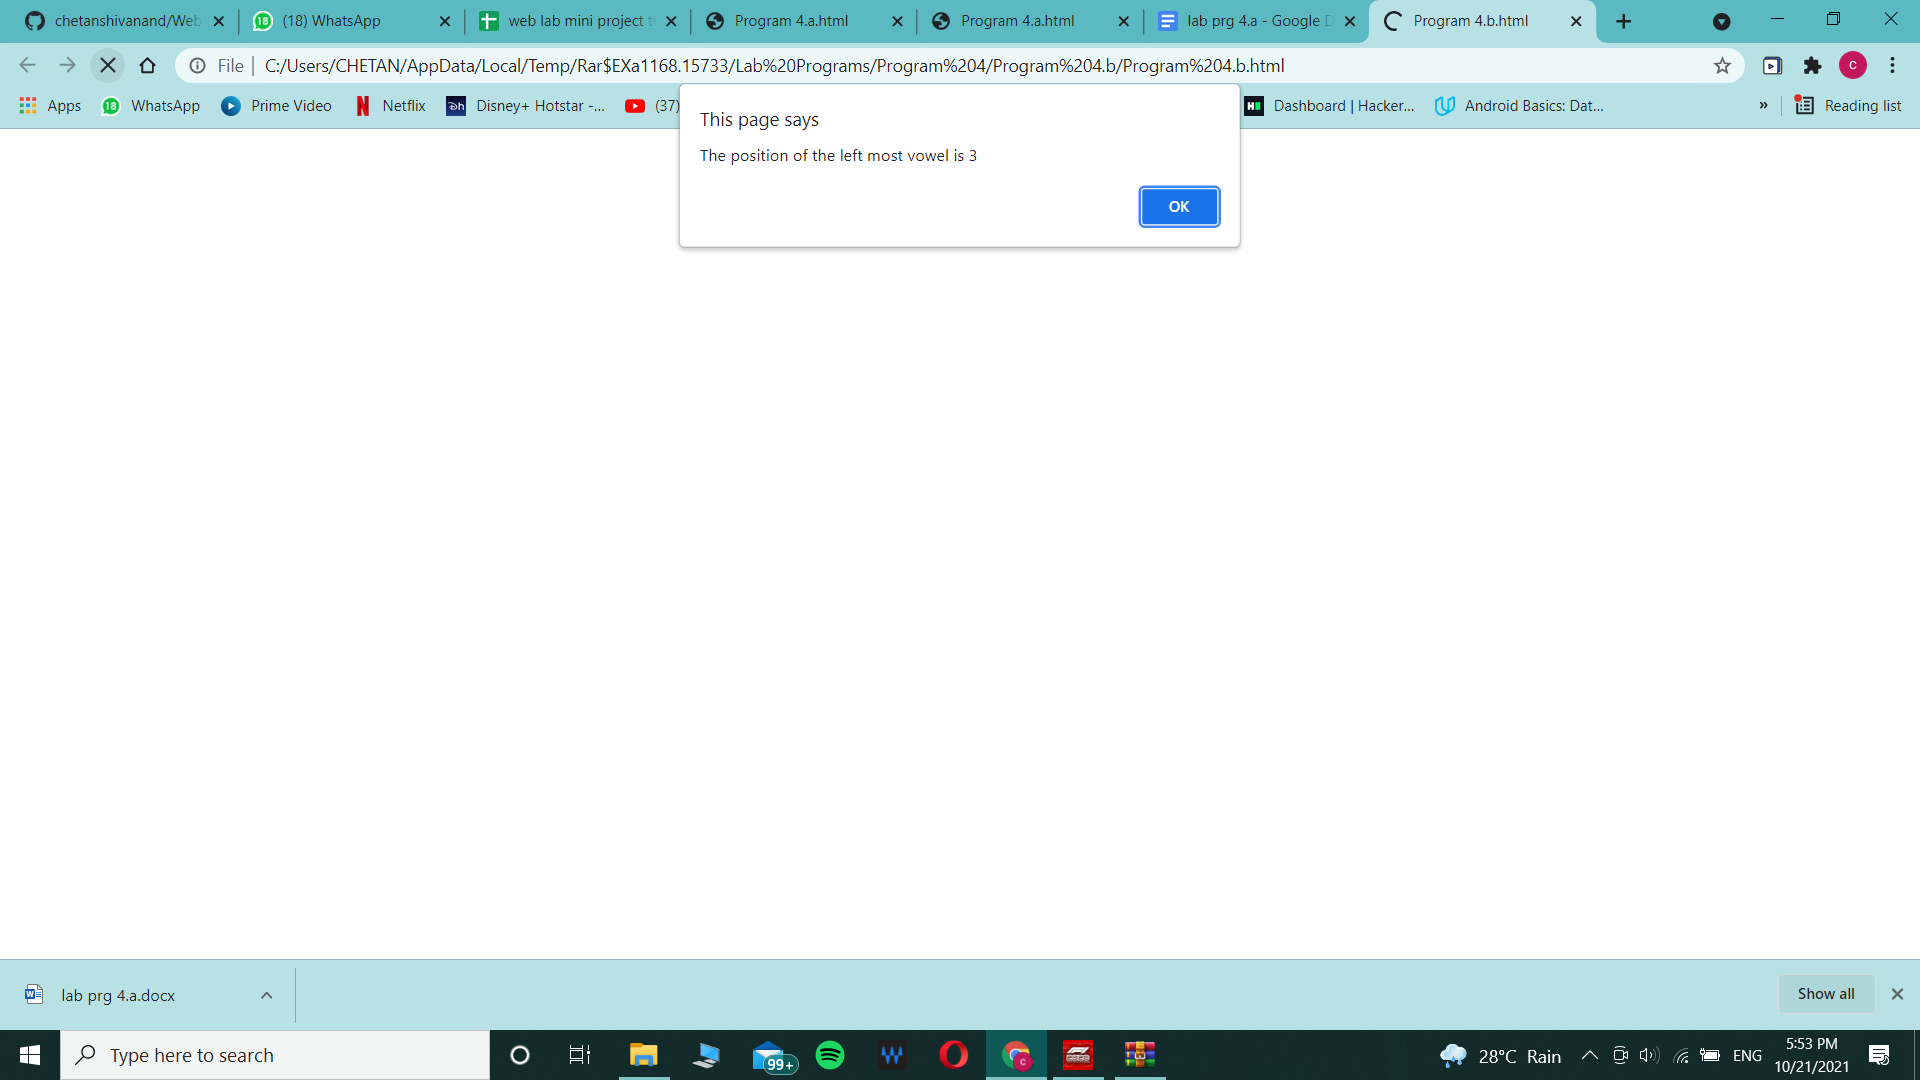 chetanshivanand/Web
(18) WhatsApp
web lab mini project t
Program 4.a.html
Program 4.a.html
lab prg 4.a - Google D
Program 4.b.html
File
C:/Users/CHETAN/AppData/Local/Temp/Rar$EXa1168.15733/Lab%20Programs/Program%204/Program%204.b/Program%204.b.html
C
Apps
18
WhatsApp
Prime Video
Netflix
Disney+ Hotstar -...
(37)
Dashboard | Hacker...
Android Basics: Dat...
»
Reading list
This page says
The position of the left most vowel is 3
OK
lab prg 4.a.docx
Show all
Type here to search
99+
28°C Rain
ENG
5:53 PM
10/21/2021